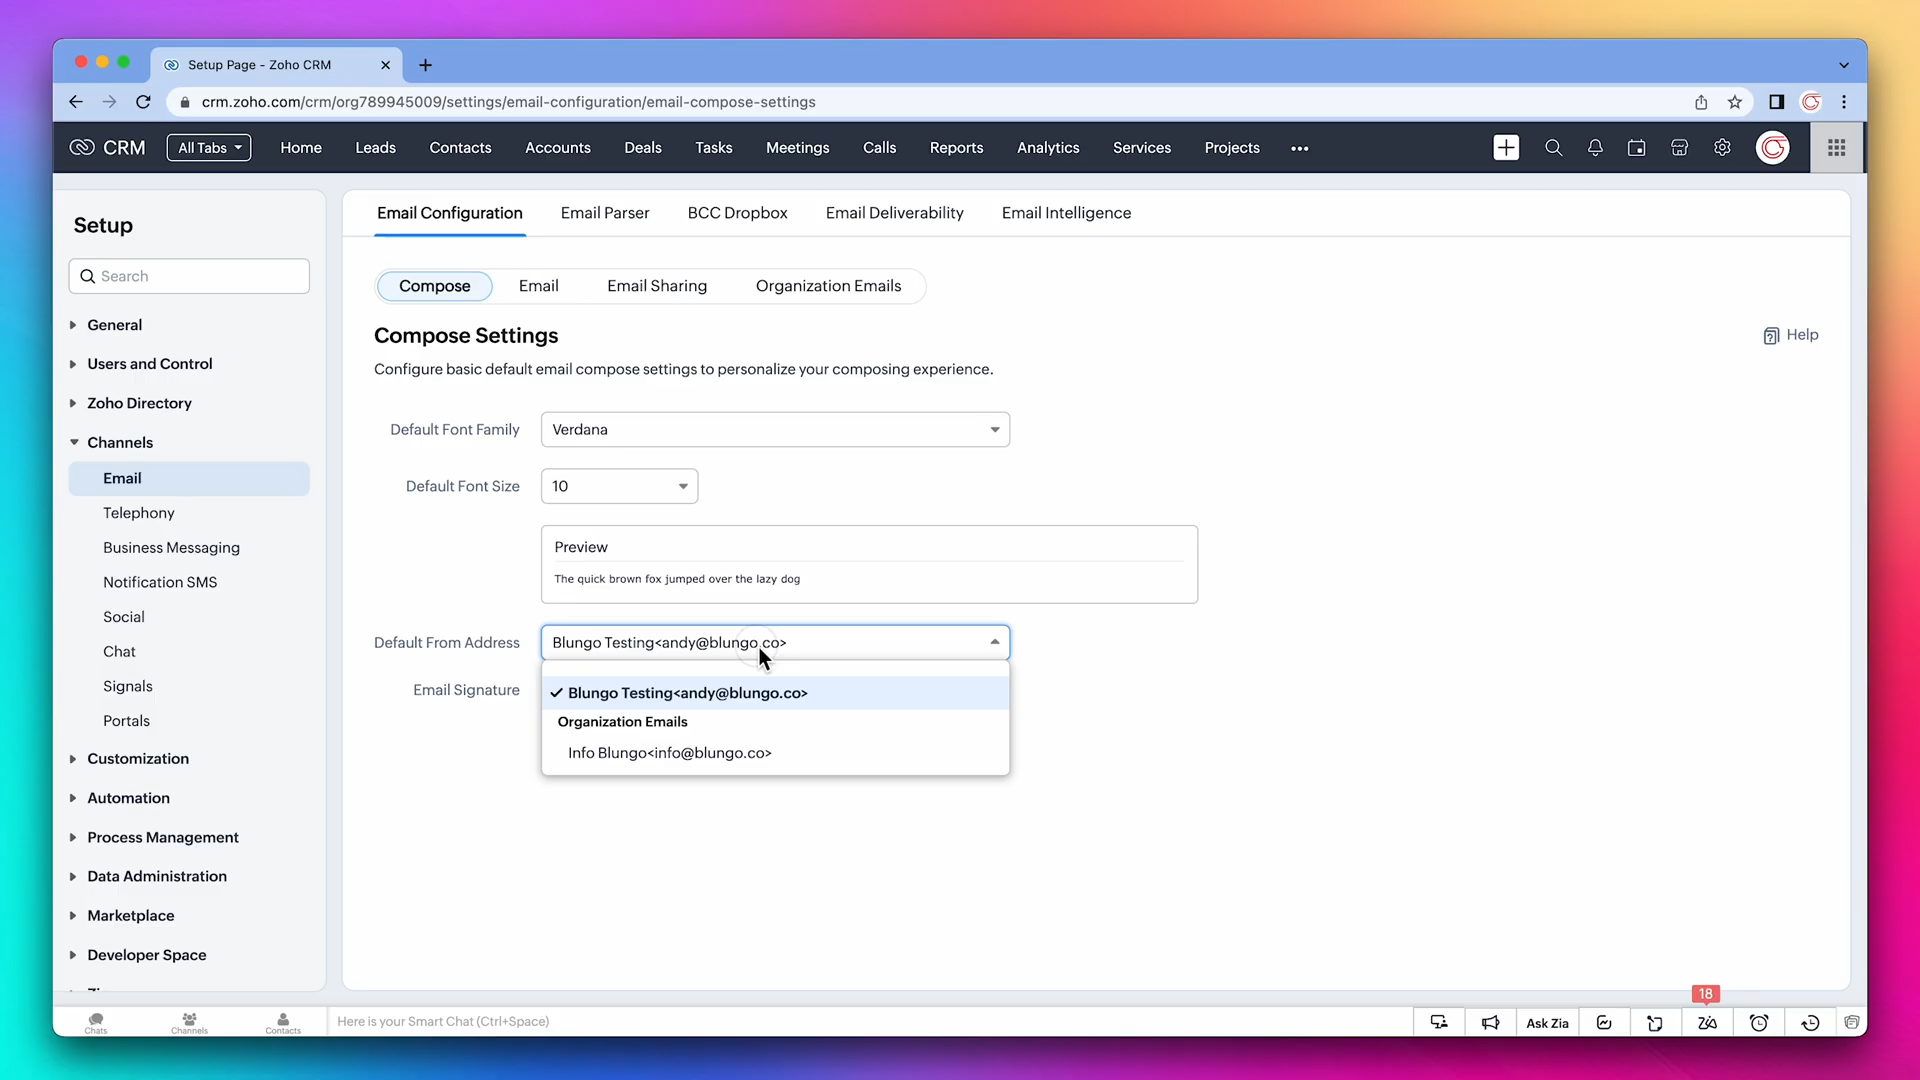 Setup Page - Zoho CRM
crm.zoho.com/crm/org789945009/settings/email-configuration/email-compose-settings
CRM
All Tabs
Home
Leads
Contacts
Accounts
Deals
Tasks
Meetings
Calls
Reports
Analytics
Services
Projects
Setup
Search
General
Users and Control
Zoho Directory
Channels
Email
Telephony
Business Messaging
Notification SMS
Social
Chat
Signals
Portals
Customization
Automation
Process Management
Data Administration
Marketplace
Developer Space
Email Configuration
Email Parser
BCC Dropbox
Email Deliverability
Email Intelligence
Compose
Email
Email Sharing
Organization Emails
Compose Settings
Help
Configure basic default email compose settings to personalize your composing experience.
Default Font Family
Verdana
Default Font Size
10
Preview
The quick brown fox jumped over the lazy dog
Default From Address
Blungo Testing<andy@blungo.co>
Email Signature
Blungo Testing<andy@blungo.co>
Organization Emails
Info Blungo<info@blungo.co>
18
Chats
Channels
Contacts
Here is your Smart Chat (Ctrl+Space)
Ask Zia